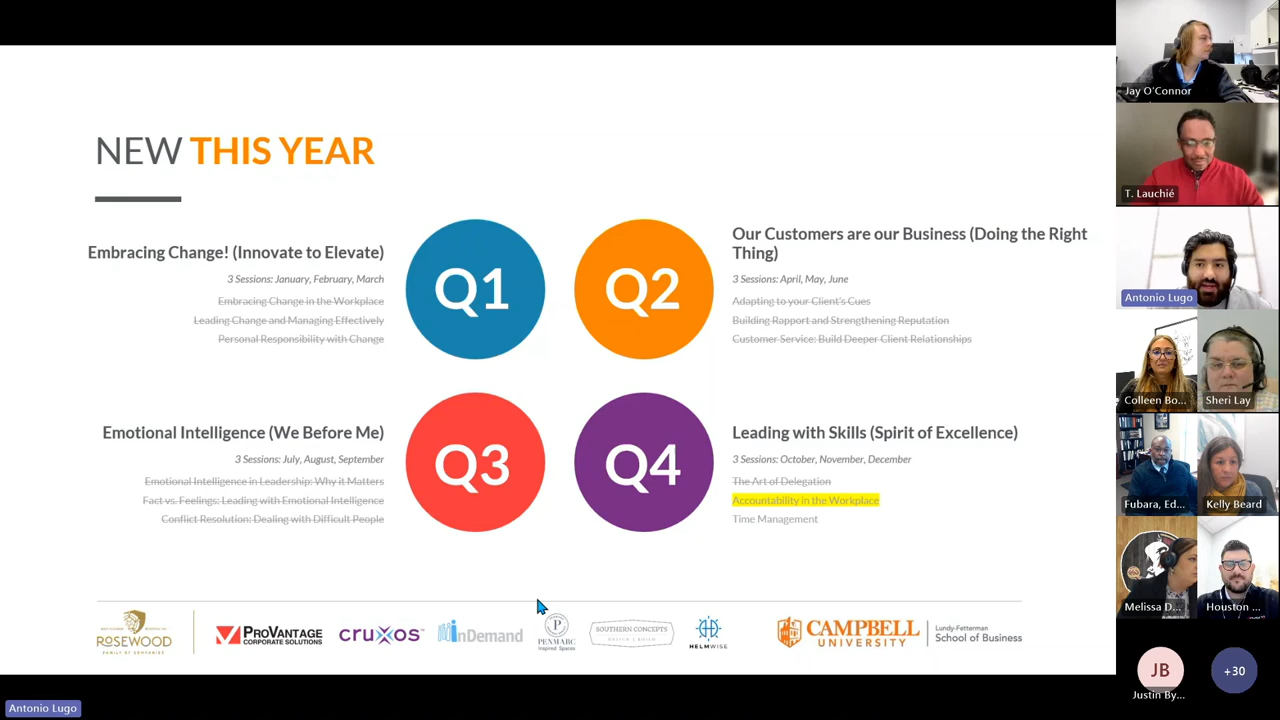 NEW THIS YEAR
Embracing Change! (Innovate to Elevate)
3 Sessions: January, February, March
Embracing Change in the Workplace
Leading Change and Managing Effectively
Personal Responsibility with Change
Q1
Q2
Our Customers are our Business (Doing the Right
Thing)
3 Sessions: April, May, June
Adapting to your Client's Cues
Building Rapport and Strengthening Reputation
Customer Service: Build Deeper Client Relationships
Emotional Intelligence (We Before Me)
3 Sessions: July, August, September
Emotional Intelligence in Leadership: Why it Matters
Fact vs. Feelings: Leading with Emotional Intelligence
Conflict Resolution: Dealing with Difficult People
Q3
Q4
Leading with Skills (Spirit of Excellence)
3 Sessions: October, November, December
The Art of Delegation
Accountability in the Workplace
Time Management
ROSEWOOD
FAMILY OF COMPANIES
PROVANTAGE
CORPORATE SOLUTIONS
cruxos™
inDemand
PENMARC
Inspired Spaces
SOUTHERN CONCEPTS
DESIGN | BUILD
HELMWISE
CAMPBELL
UNIVERSITY
Lundy-Fetterman
School of Business
Jay O'Connor
T. Lauchié
Antonio Lugo
Colleen Bo...
Sheri Lay
Fubara, Ed...
Kelly Beard
Melissa D...
Houston ...
JB
Justin By...
+30
Antonio Lugo